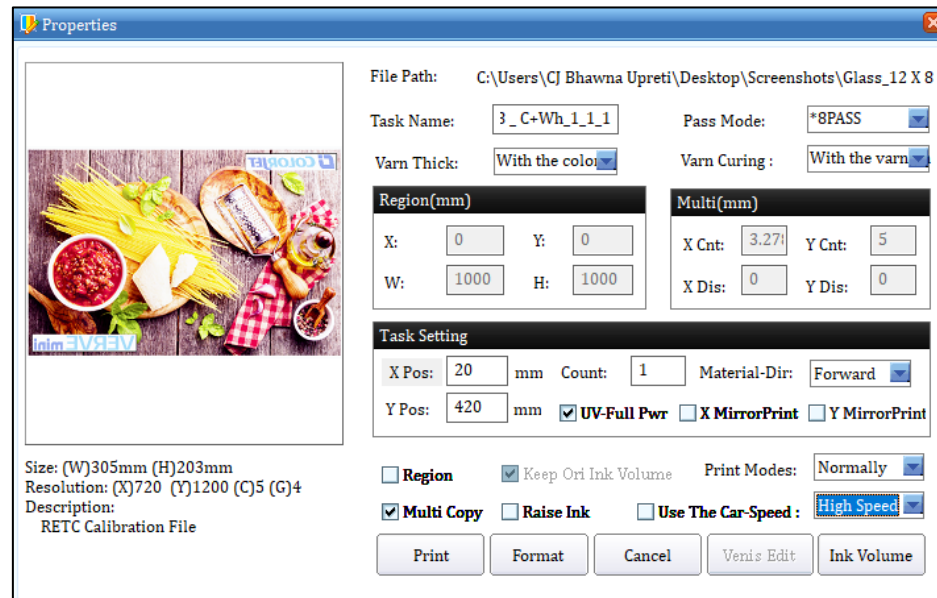 Properties
File Path: C:\Users\CJ Bhawna Upreti\Desktop\Screenshots\Glass_12 X 8
Task Name: 3 _ C+Wh_1_1_1 Pass Mode: *8PASS
Varn Thick: With the color Varn Curing : With the varn
Region(mm) Multi(mm)
X: 0 Y: 0 X Cnt: 3.278 Y Cnt: 5
W: 1000 H: 1000 X Dis: 0 Y Dis: 0
Task Setting
X Pos: 20 mm Count: 1 Material-Dir: Forward
Y Pos: 420 mm UV-Full Pwr X MirrorPrint Y MirrorPrint
COLORJET
VERVE mini
Size: (W)305mm (H)203mm
Resolution: (X)720 (Y)1200 (C)5 (G)4
Description:
RETC Calibration File
Region Keep Ori Ink Volume Print Modes: Normally
Multi Copy Raise Ink Use The Car-Speed : High Speed
Print Format Cancel Venis Edit Ink Volume